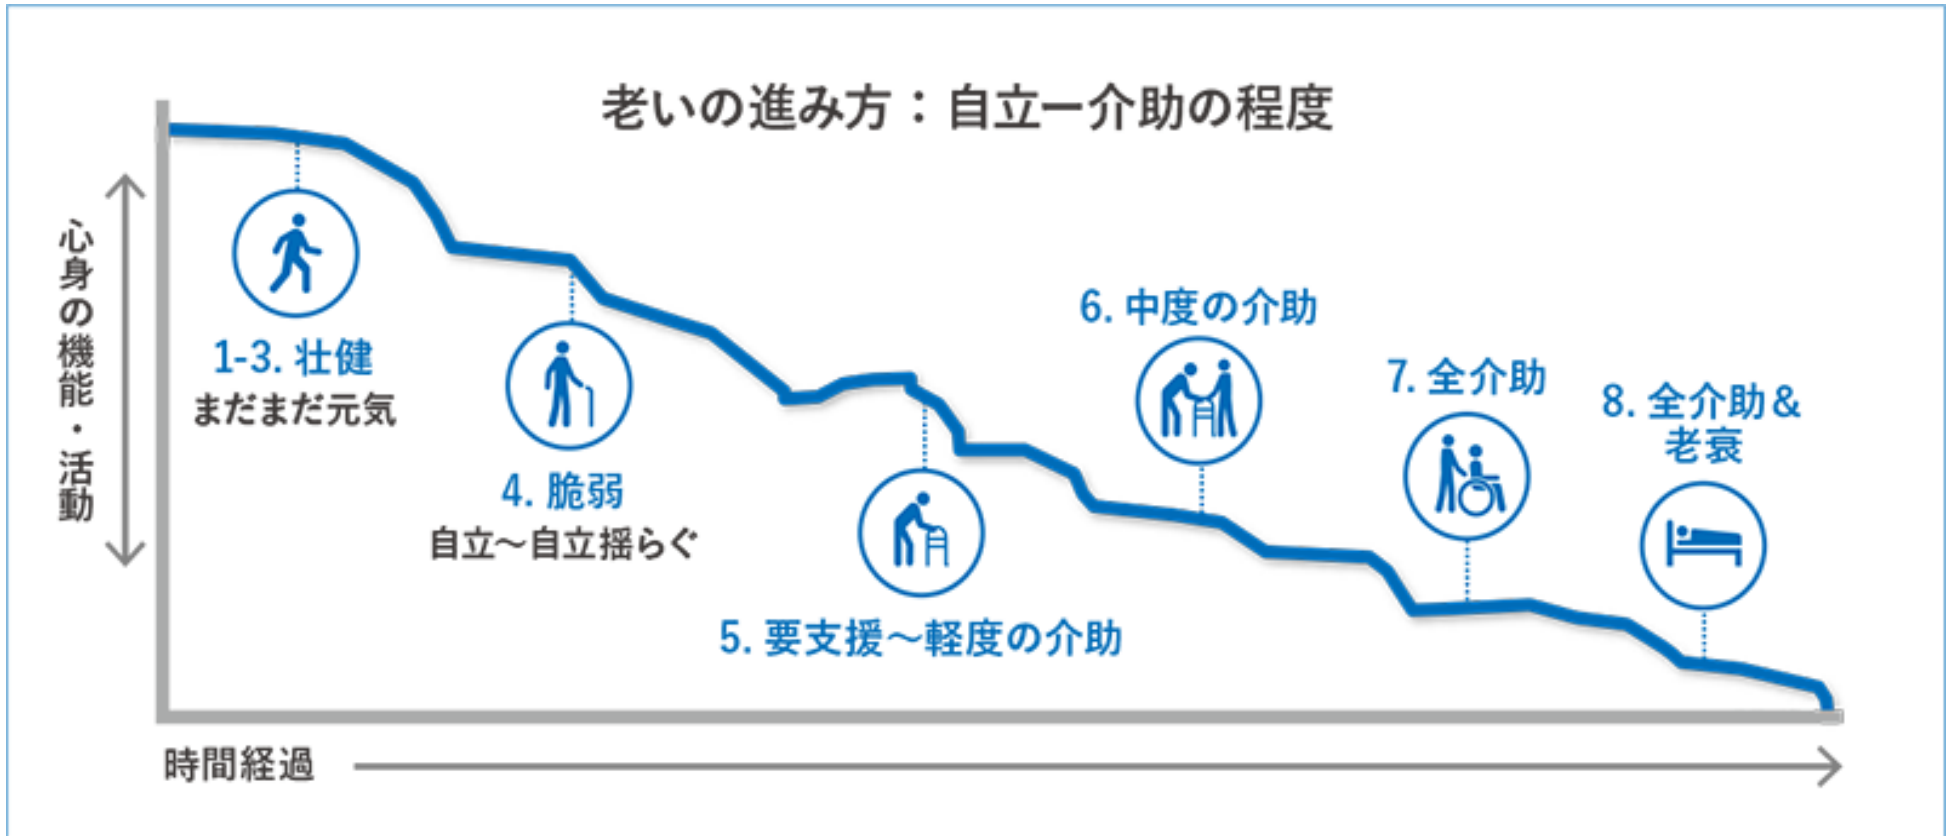 老いの進み方：自立ー介助の程度
心身の機能・活動
1-3. 壮健
まだまだ元気
4. 脆弱
自立～自立揺らぐ
5. 要支援～軽度の介助
6. 中度の介助
7. 全介助
8. 全介助＆
老衰
時間経過